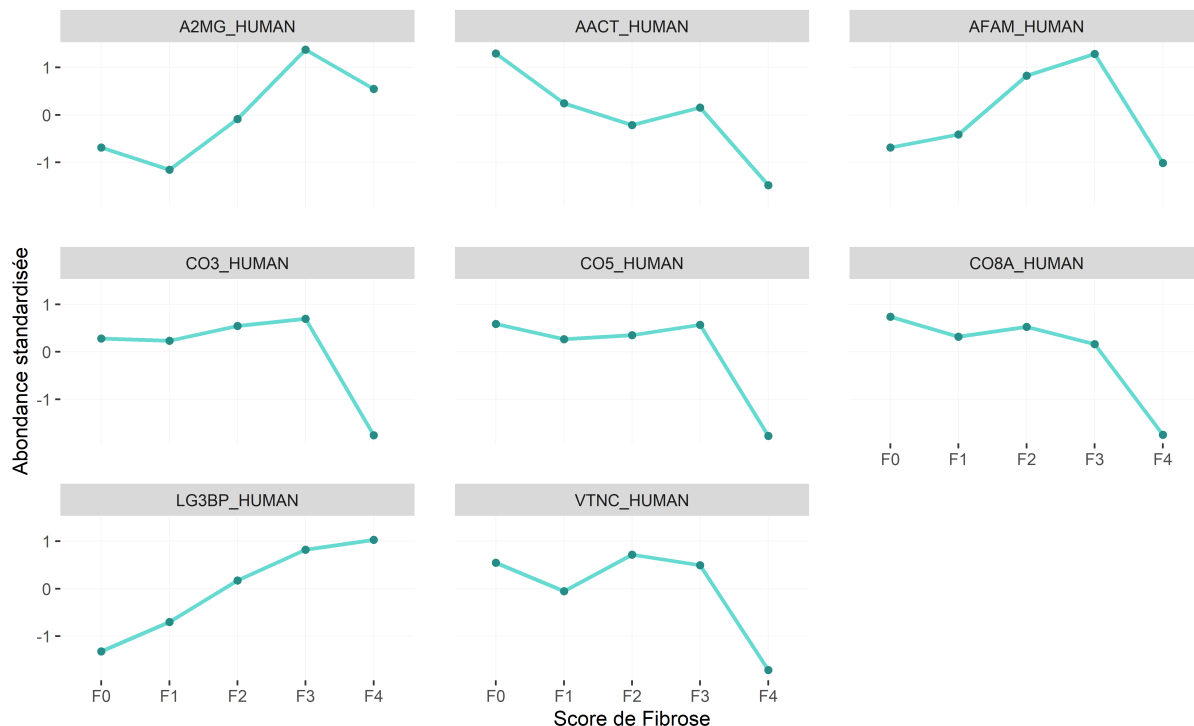 A2MG_HUMAN AACT_HUMAN AFAM_HUMAN
1
0
-1
CO3_HUMAN CO5_HUMAN CO8A_HUMAN
1
0
-1
F0 F1 F2 F3 F4
LG3BP_HUMAN VTNC_HUMAN
1
0
-1
F0 F1 F2 F3 F4 F0 F1 F2 F3 F4
Abondance standardisée
Score de Fibrose